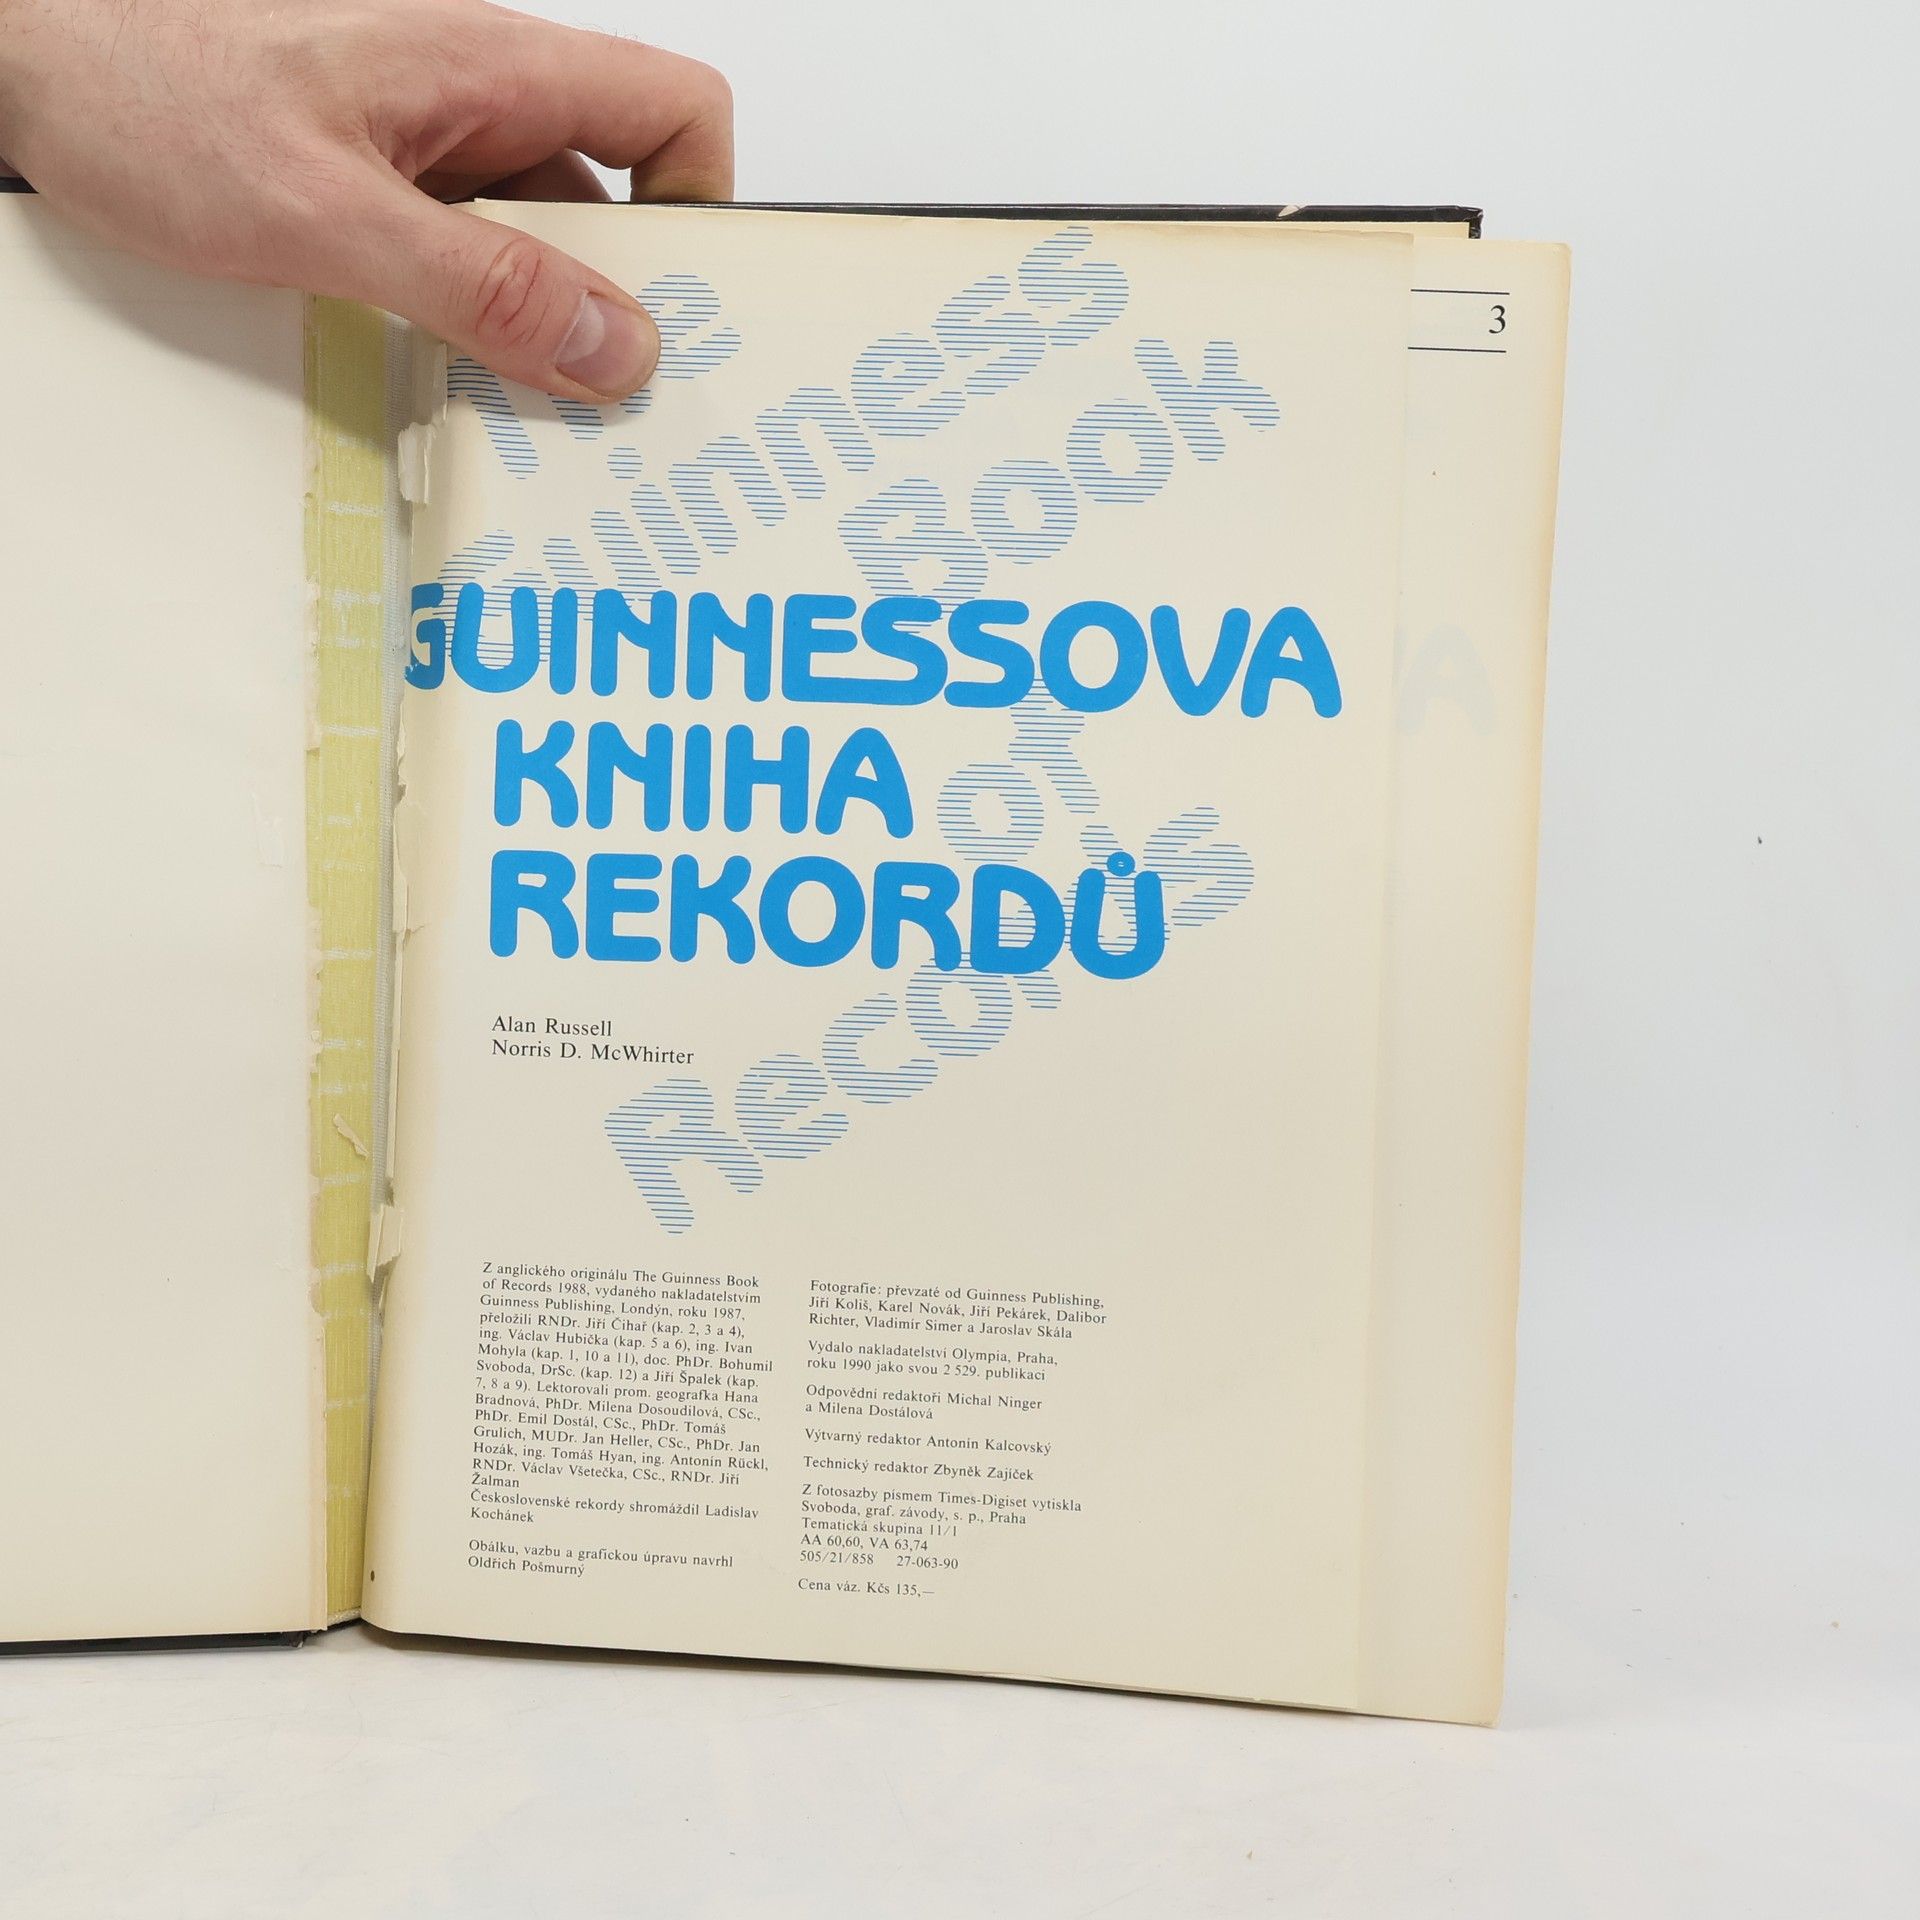 3
The
Guinness
Book
of
Records
GUINNESSOVA
KNIHA
REKORDŮ
Alan Russell
Norris D. McWhirter
Z anglického originálu The Guinness Book
of Records 1988, vydaného nakladatelstvím
Guinness Publishing, Londýn, roku 1987,
přeložili RNDr. Jiří Čihař (kap. 2, 3 a 4),
ing. Václav Hubička (kap. 5 a 6), ing. Ivan
Mohyla (kap. 1, 10 a 11), doc. PhDr. Bohumil
Svoboda, DrSc. (kap. 12) a Jiří Špalek (kap.
7, 8 a 9). Lektorovali prom. geografka Hana
Bradnová, PhDr. Milena Dosoudilová, CSc.,
PhDr. Emil Dostál, CSc., PhDr. Tomáš
Grulich, MUDr. Jan Heller, CSc., PhDr. Jan
Hozák, ing. Tomáš Hyan, ing. Antonín Rückl,
RNDr. Václav Všetečka, CSc., RNDr. Jiří
Žalman
Československé rekordy shromáždil Ladislav
Kochánek
Obálku, vazbu a grafickou úpravu navrhl
Oldřich Pošmurný
Fotografie: převzaté od Guinness Publishing,
Jiří Koliš, Karel Novák, Jiří Pekárek, Dalibor
Richter, Vladimír Simer a Jaroslav Skála
Vydalo nakladatelství Olympia, Praha,
roku 1990 jako svou 2 529. publikaci
Odpovědní redaktoři Michal Ninger
a Milena Dostálová
Výtvarný redaktor Antonín Kalcovský
Technický redaktor Zbyněk Zajíček
Z fotosazby písmem Times-Digiset vytiskla
Svoboda, graf. závody, s. p., Praha
Tematická skupina 11/1
AA 60,60, VA 63,74
505/21/858 27-063-90
Cena váz. Kčs 135,—